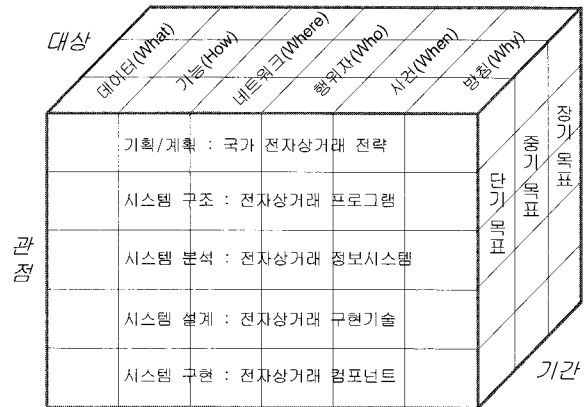 대상
데이터(What)
기능(How)
네트워크(Where)
행위자(Who)
시건(When)
방침(Why)
기획/계획 : 국가 전자상거래 전략
시스템 구조 : 전자상거래 프로그램
시스템 분석 : 전자상거래 정보시스템
시스템 설계 : 전자상거래 구현기술
시스템 구현 : 전자상거래 컴포넌트
단기 목표
중기 목표
장기 목표
관점
기간